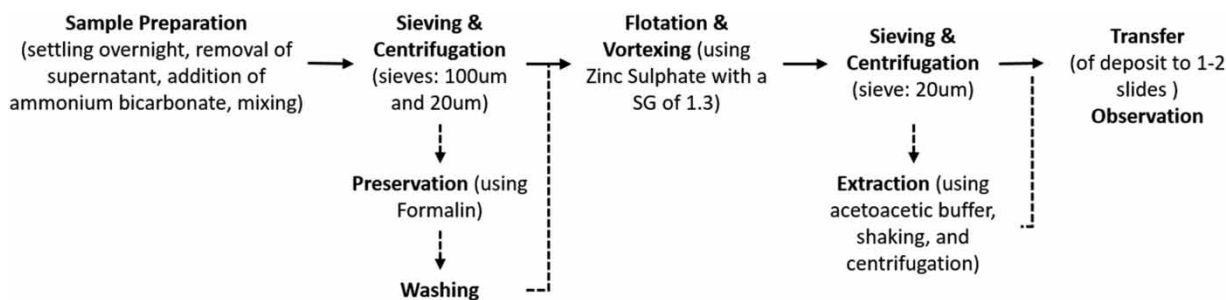 Sample Preparation
(settling overnight, removal of
supernatant, addition of
ammonium bicarbonate, mixing)
Sieving &
Centrifugation
(sieves: 100um
and 20um)
Preservation (using
Formalin)
Washing
Flotation &
Vortexing (using
Zinc Sulphate with a
SG of 1.3)
Sieving &
Centrifugation
(sieve: 20um)
Extraction (using
acetoacetic buffer,
shaking, and
centrifugation)
Transfer
(of deposit to 1-2
slides )
Observation